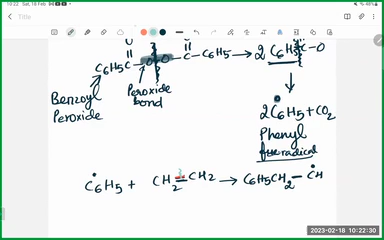 10:22 Sat 18 Feb
Title
O O
C6H5C-O-O-C-C6H5 → 2 C6H5C-O
Benzoyl Peroxide
Peroxide bond
2C6H5+CO2
Phenyl
free radical
C6H5 + CH2=CH2 → C6H5CH2-CH
2023-02-18 10:22:30